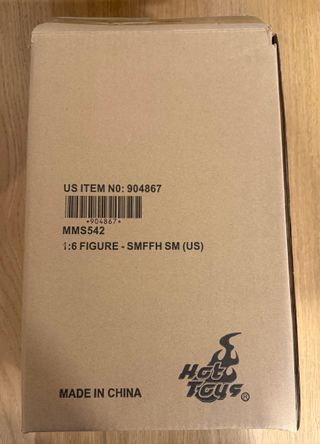 US ITEM N0: 904867
*904867*
MMS542
1:6 FIGURE - SMFFH SM (US)
Hot
Toys®
MADE IN CHINA